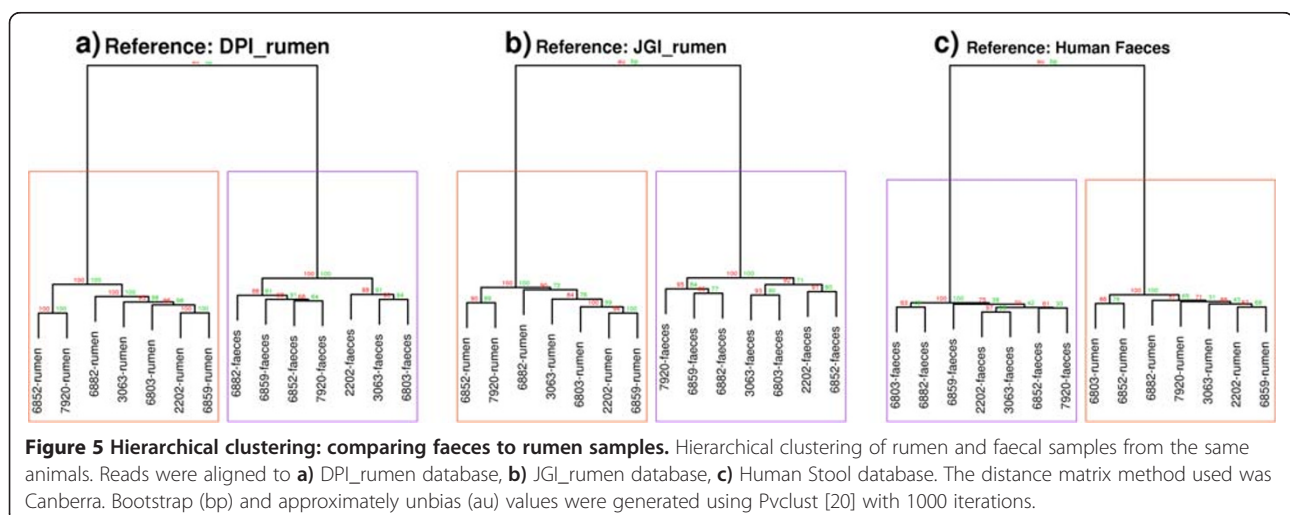 a) Reference: DPI_rumen
b) Reference: JGI_rumen
c) Reference: Human Faeces
6852-rumen
7920-rumen
6882-rumen
3063-rumen
6803-rumen
2202-rumen
6859-rumen
6882-faeces
6859-faeces
6852-faeces
7920-faeces
2202-faeces
3063-faeces
6803-faeces
6852-rumen
7920-rumen
6882-rumen
3063-rumen
6803-rumen
2202-rumen
6859-rumen
7920-faeces
6859-faeces
6882-faeces
3063-faeces
6803-faeces
2202-faeces
6852-faeces
6803-faeces
6882-faeces
6859-faeces
2202-faeces
3063-faeces
6852-faeces
7920-faeces
6803-rumen
6852-rumen
6882-rumen
7920-rumen
3063-rumen
2202-rumen
6859-rumen
Figure 5 Hierarchical clustering: comparing faeces to rumen samples. Hierarchical clustering of rumen and faecal samples from the same
animals. Reads were aligned to a) DPI_rumen database, b) JGI_rumen database, c) Human Stool database. The distance matrix method used was
Canberra. Bootstrap (bp) and approximately unbias (au) values were generated using Pvclust [20] with 1000 iterations.